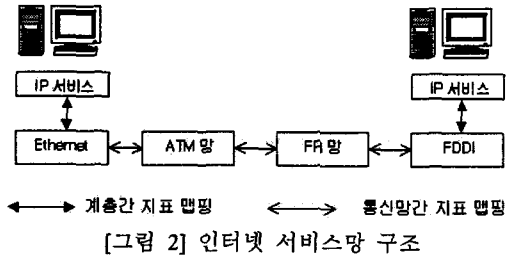 IP 서비스 IP 서비스
Ethernet ATM 망 FR 망 FDDI
계층간 지표 맵핑 통신망간 지표 맵핑
[그림 2] 인터넷 서비스망 구조